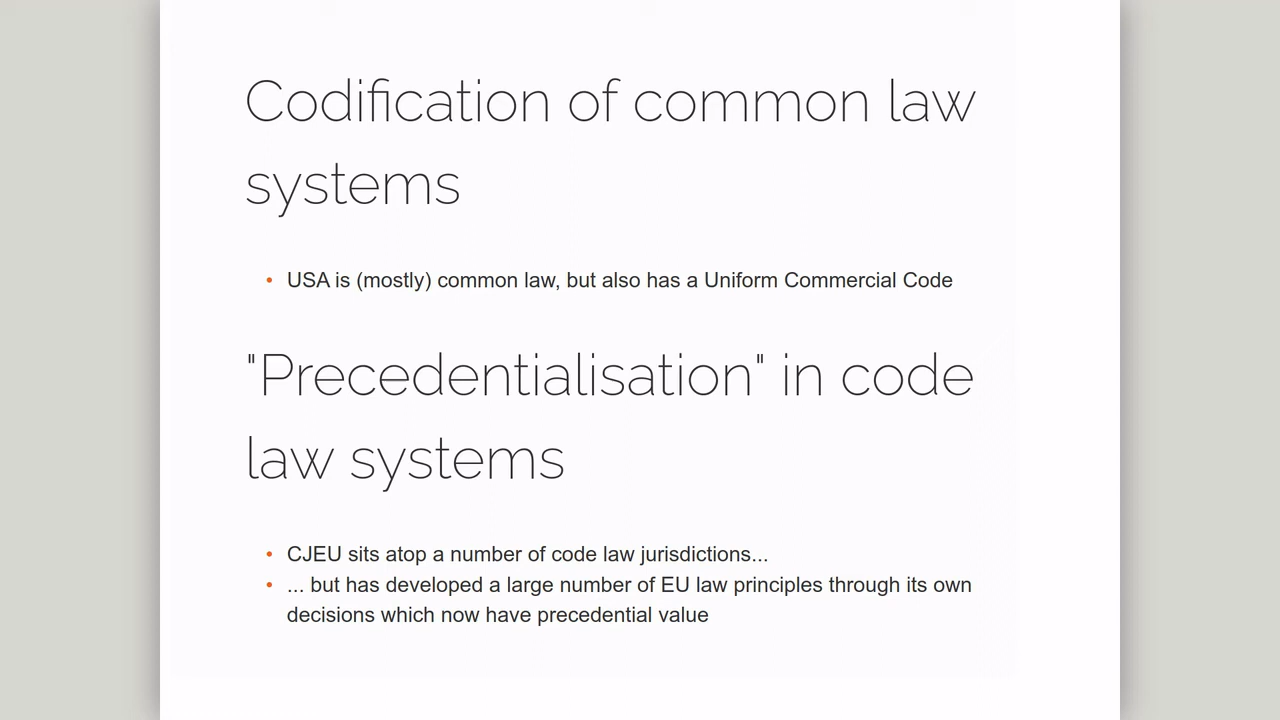 Codification of common law
systems
• USA is (mostly) common law, but also has a Uniform Commercial Code
"Precedentialisation" in code
law systems
• CJEU sits atop a number of code law jurisdictions...
• ... but has developed a large number of EU law principles through its own
decisions which now have precedential value